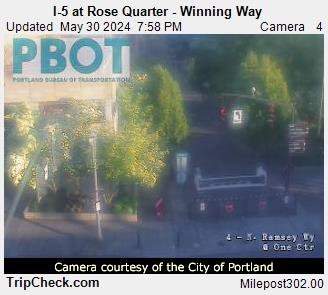 I-5 at Rose Quarter - Winning Way
Updated May 30 2024 7:58 PM Camera 4
PBOT
PORTLAND BUREAU OF TRANSPORTATION
4 - N. Ramsey Wy
@ One Ctr
Camera courtesy of the City of Portland
TripCheck.com Milepost302.00